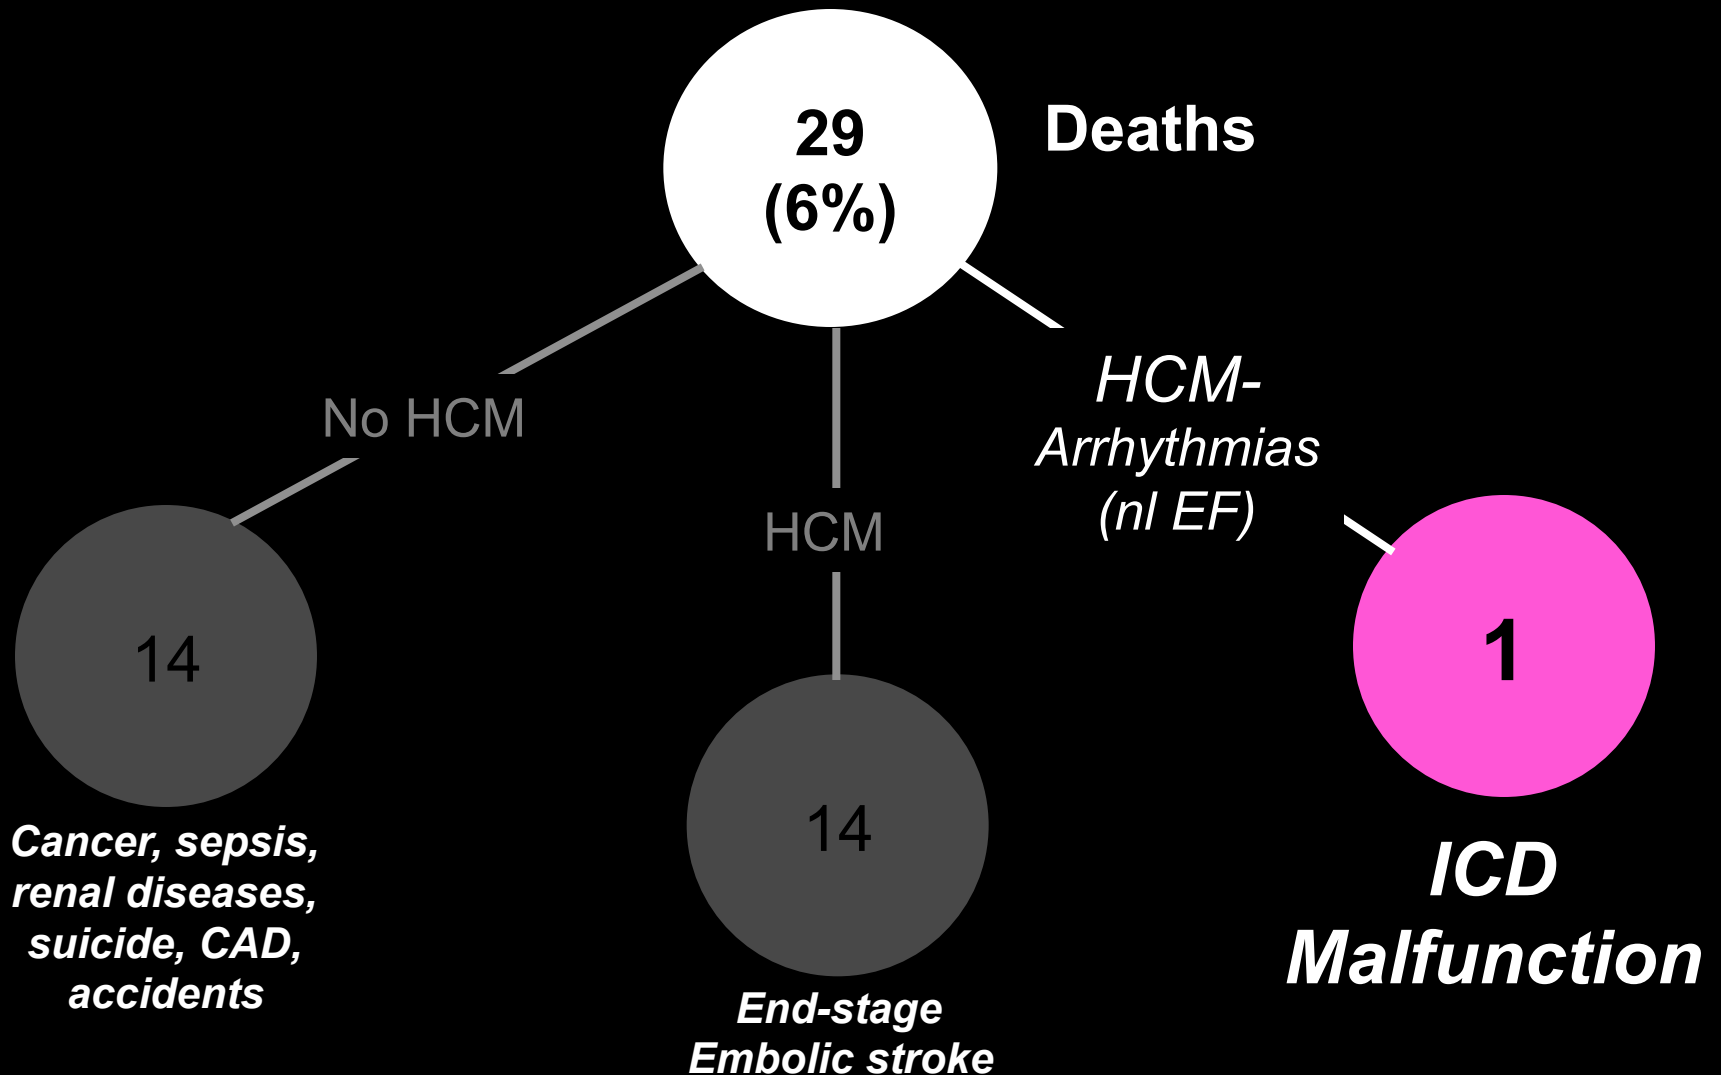 29
(6%)
Deaths
No HCM
HCM
HCM-
Arrhythmias
(nl EF)
14
Cancer, sepsis,
renal diseases,
suicide, CAD,
accidents
14
End-stage
Embolic stroke
1
ICD
Malfunction